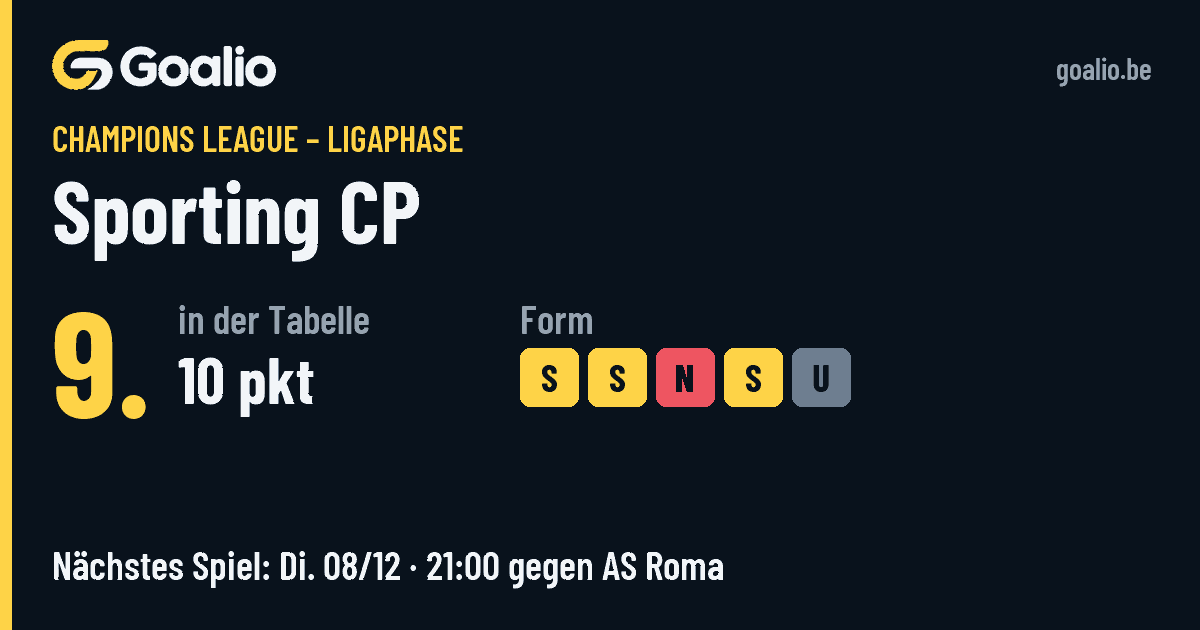 Goalio
goalio.be
CHAMPIONS LEAGUE – LIGAPHASE
Sporting CP
9.
in der Tabelle
10 pkt
Form
S S N S U
Nächstes Spiel: Di. 08/12 · 21:00 gegen AS Roma